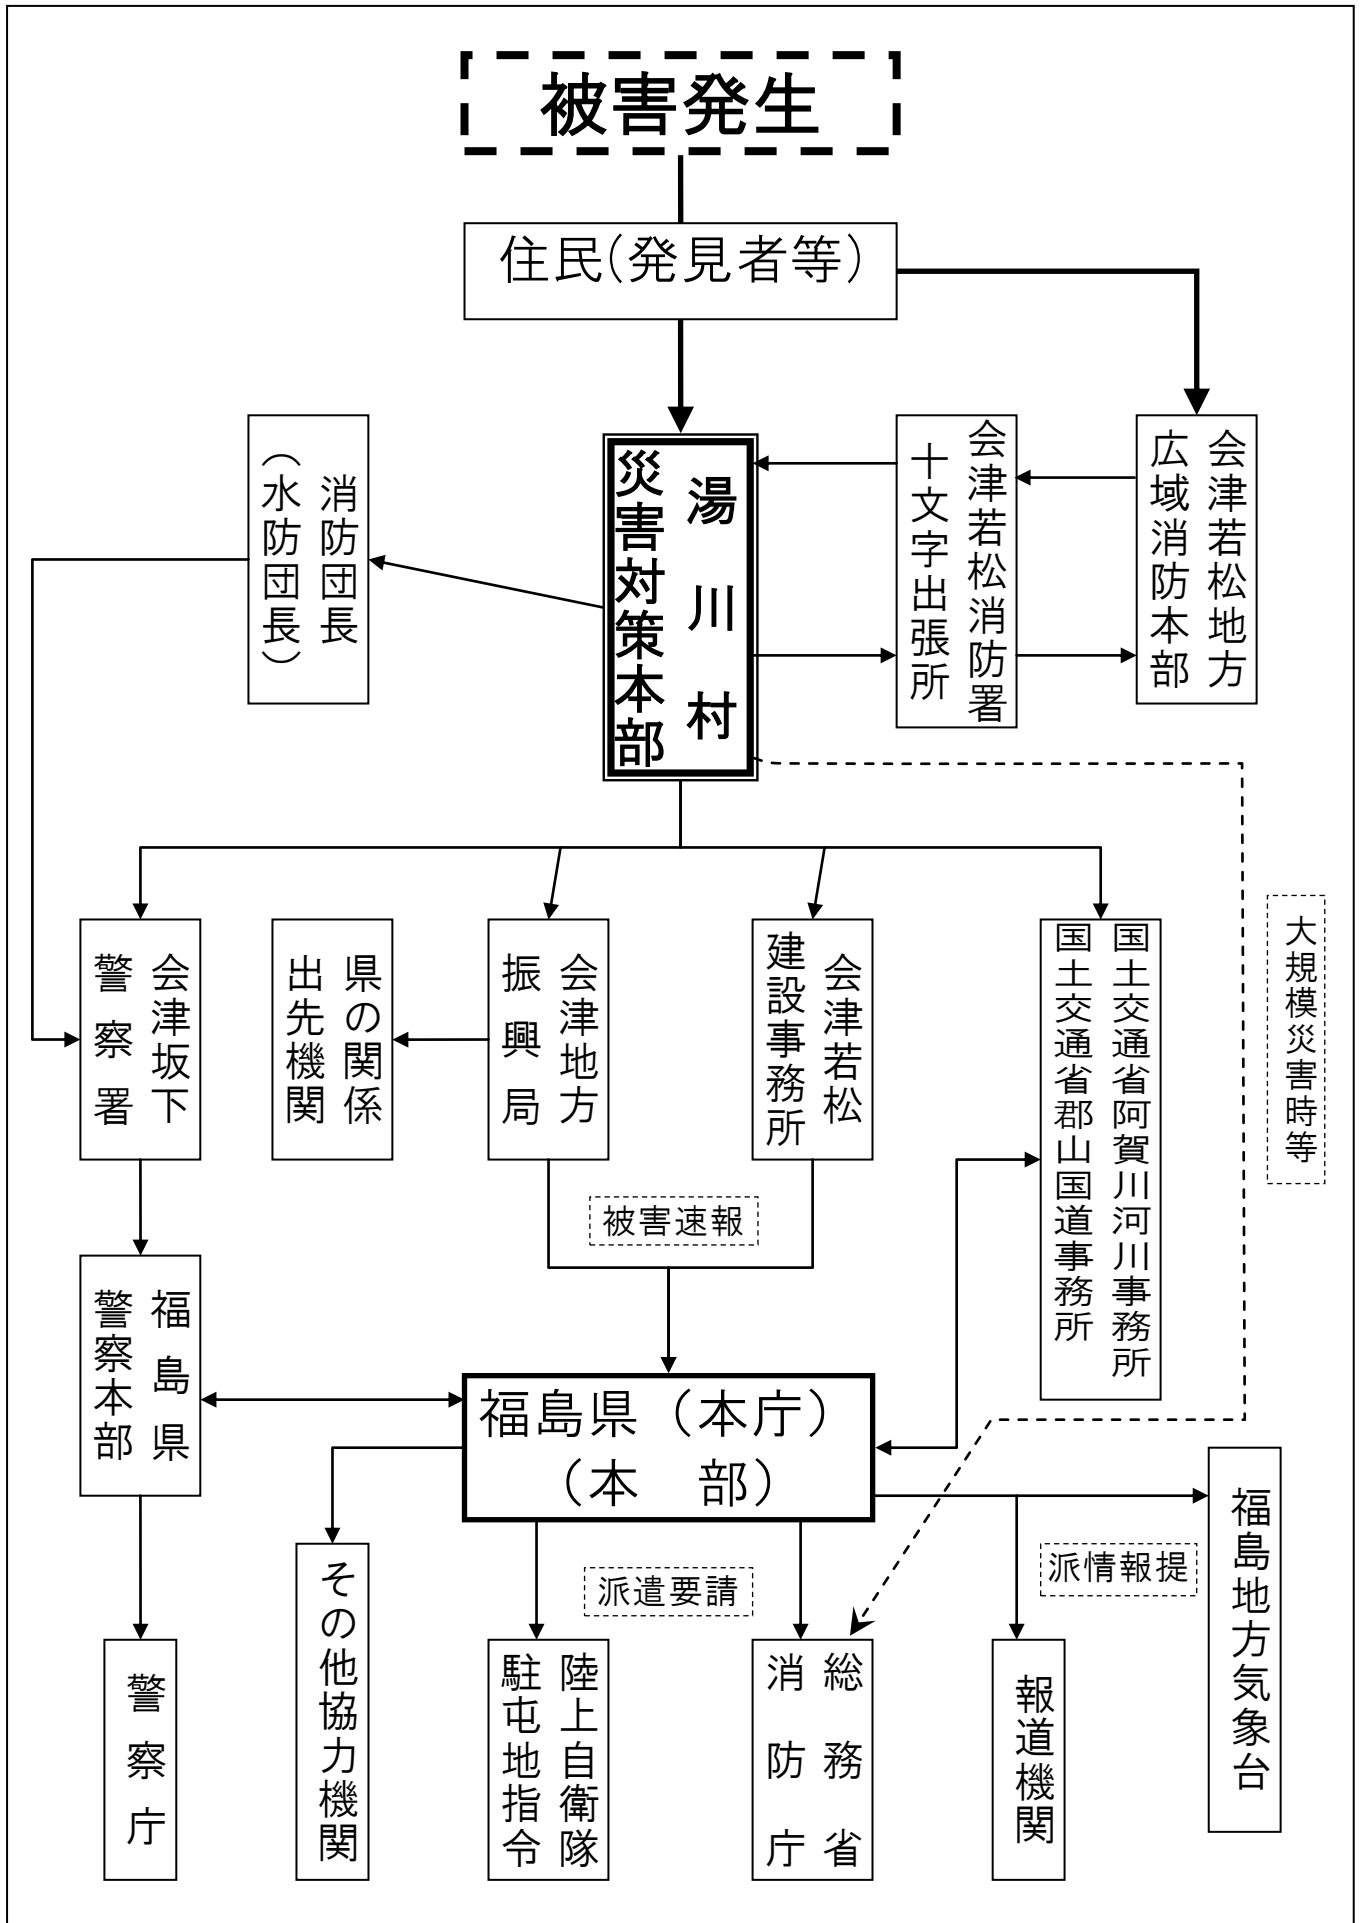 被害発生
住民(発見者等)
消防団長
(水防団長)
湯川村
災害対策本部
会津若松消防署
十文字出張所
会津若松地方
広域消防本部
会津坂下
警察署
県の関係
出先機関
会津地方
振興局
会津若松
建設事務所
国土交通省阿賀川河川事務所
国土交通省郡山国道事務所
大規模災害時等
被害速報
福島県
警察本部
福島県(本庁)
(本 部)
派遣要請
派情報提
福島地方気象台
警察庁
その他協力機関
陸上自衛隊
駐屯地指令
総務省
消防庁
報道機関